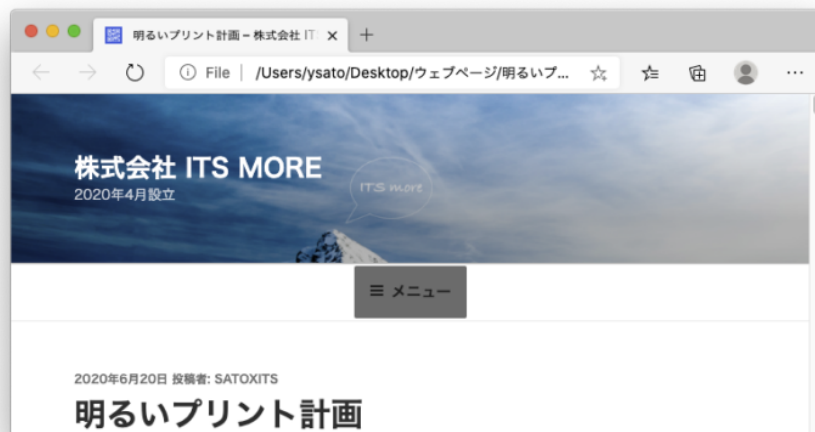 明るいプリント計画 – 株式会社 IT
File /Users/ysato/Desktop/ウェブページ/明るいプ...
株式会社 ITS MORE
2020年4月設立
ITS more
メニュー
2020年6月20日 投稿者: SATOXITS
明るいプリント計画